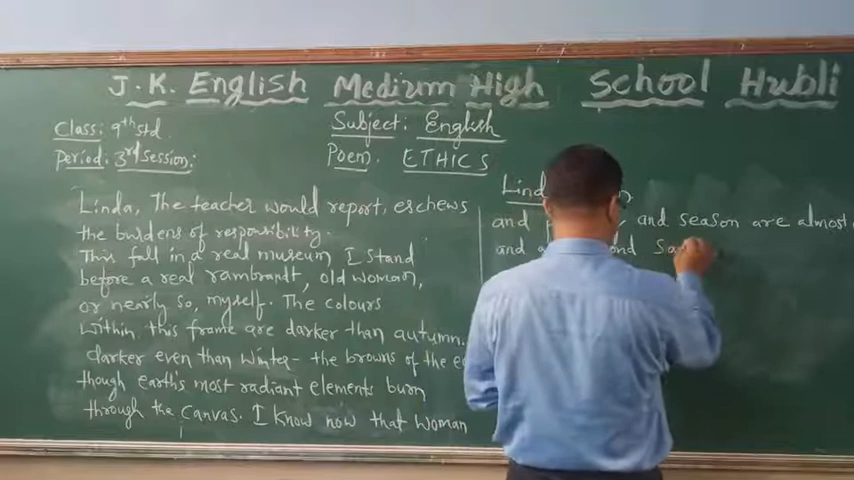 J.K. English Medium High School Hubli
Class: 9th std
Subject: English
Period: 3rd Session:
Poem: ETHICS
Linda, The teacher would report, eschews
the burdens of responsibility.
This fall in a real museum I stand
before a real rambrandt, old woman,
or nearly so, myself. The colours
within this frame are darker than autumn.
darker even than winter - the browns of earth,
though earth's most radiant elements burn
through the canvas. I know now that woman
and and season are almost
and